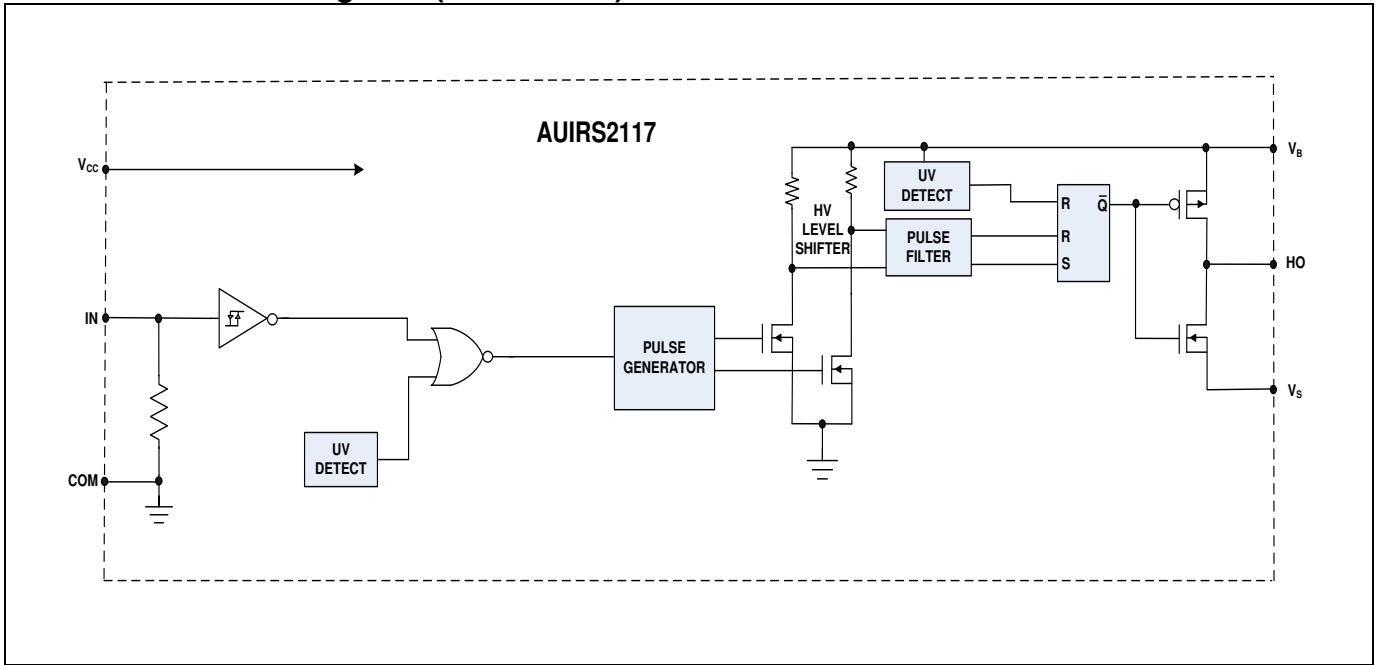 AUIRS2117
VCC
VB
UV
DETECT
R
Q̅
HV
LEVEL
SHIFTER
PULSE
FILTER
R
S
HO
IN
PULSE
GENERATOR
UV
DETECT
VS
COM